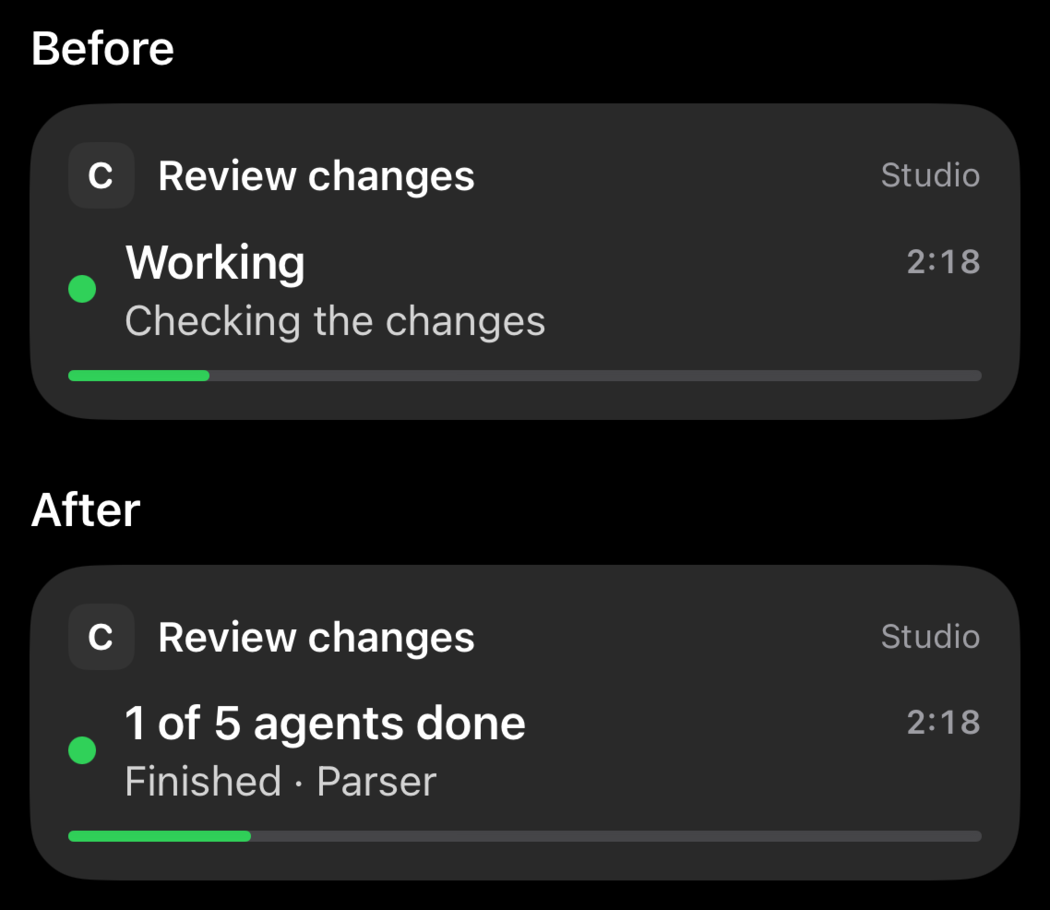 Before
C Review changes Studio
Working 2:18
Checking the changes
After
C Review changes Studio
1 of 5 agents done 2:18
Finished · Parser